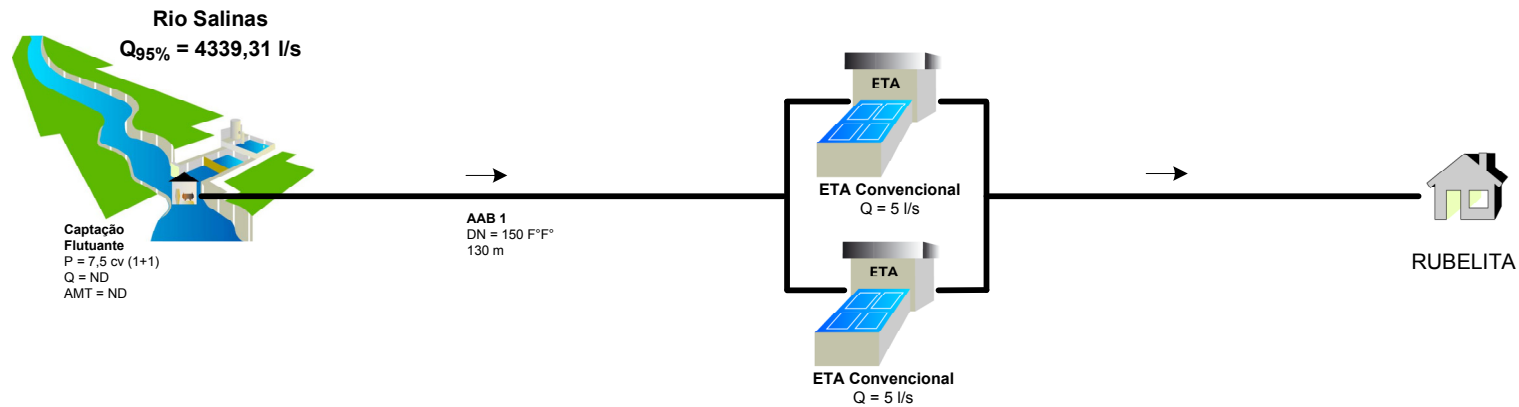 Rio Salinas
Q95% = 4339,31 l/s
Captação
Flutuante
P = 7,5 cv (1+1)
Q = ND
AMT = ND
AAB 1
DN = 150 F°F°
130 m
ETA
ETA Convencional
Q = 5 l/s
ETA
ETA Convencional
Q = 5 l/s
RUBELITA